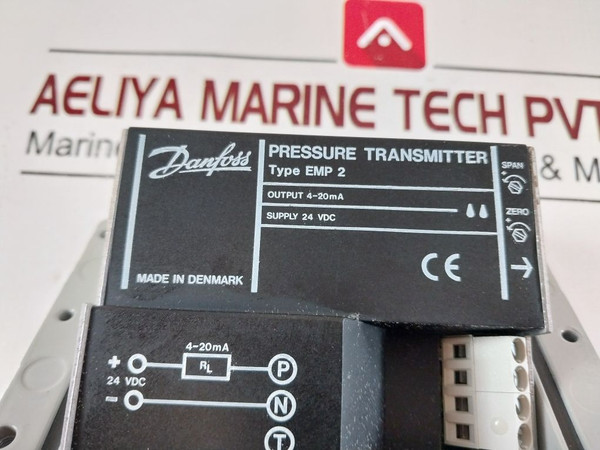 AELIYA MARINE TECH PVT
Marine
& M
Danfoss
PRESSURE TRANSMITTER
Type EMP 2
OUTPUT 4-20mA
SUPPLY 24 VDC
SPAN
+
ZERO
+
MADE IN DENMARK
CE
4-20mA
+
RL
P
24 VDC
-
N
T